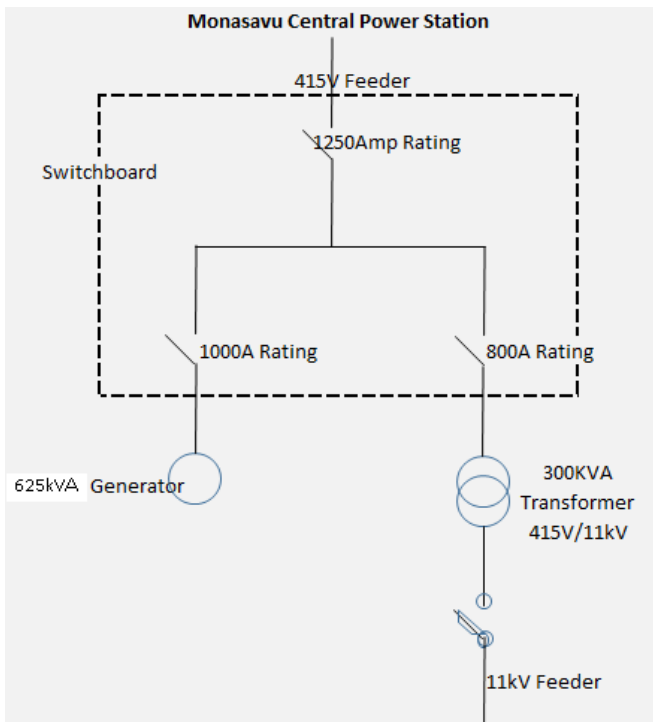 Monasavu Central Power Station
415V Feeder
1250Amp Rating
Switchboard
1000A Rating
800A Rating
625kVA Generator
300KVA
Transformer
415V/11kV
11kV Feeder